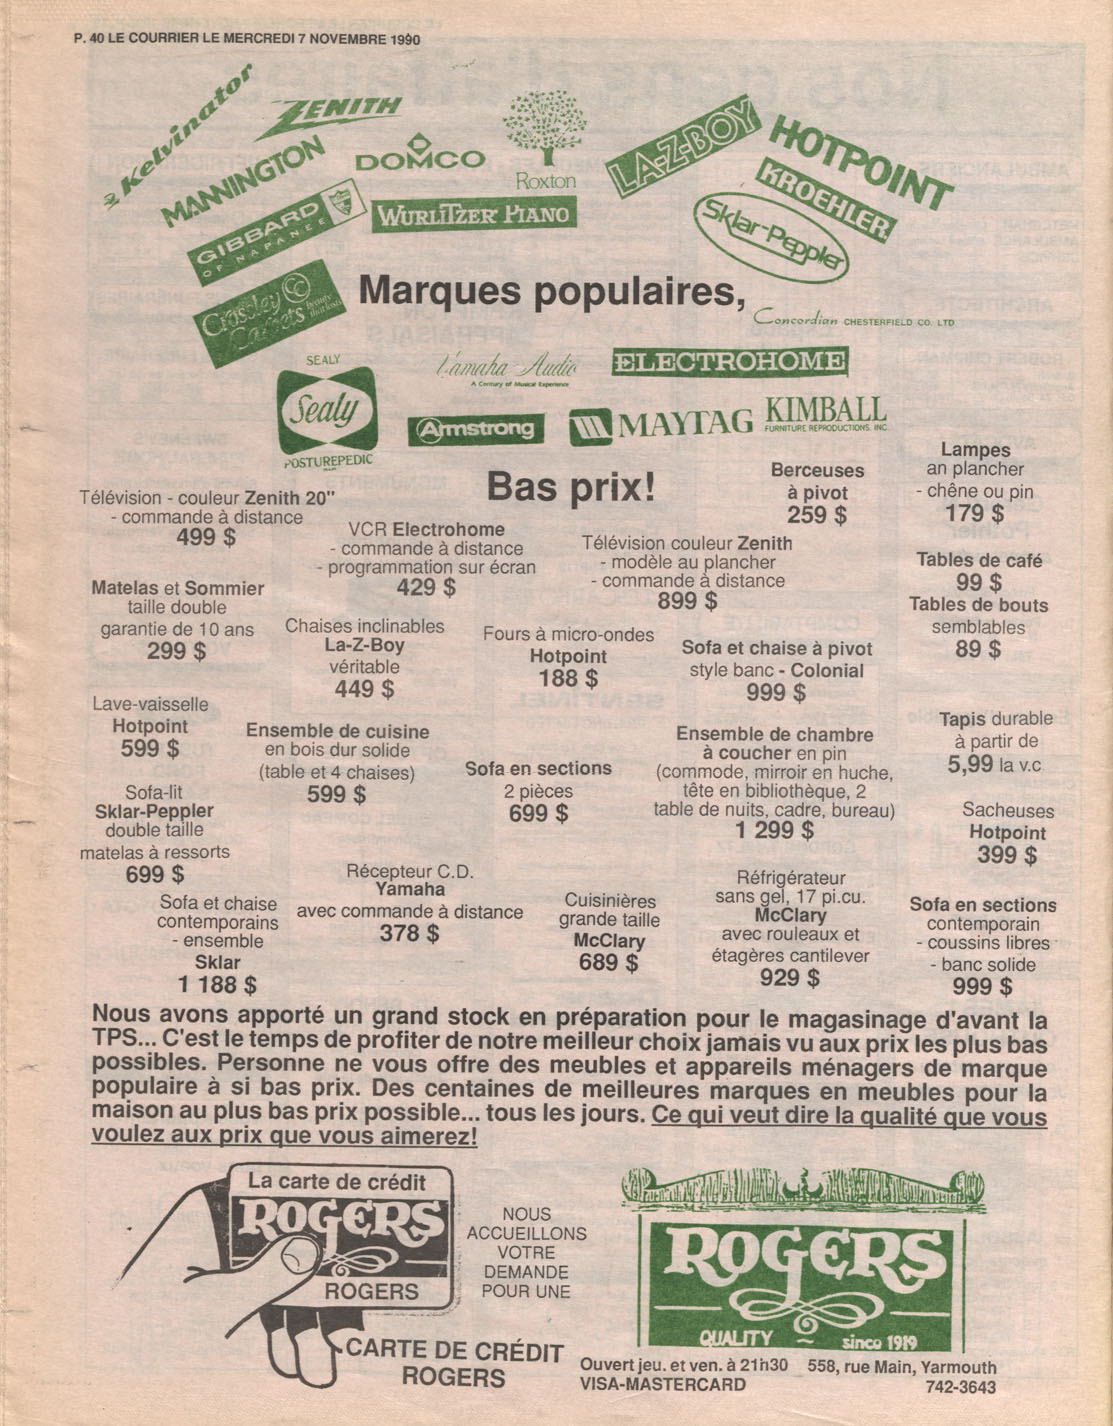 P. 40 LE COURRIER LE MERCREDI 7 NOVEMBRE 1990
Kelvinator
ZENITH
MANNINGTON
DOMCO
Roxton
LA-Z-BOY
HOTPOINT
KROEHLER
GIBBARD
OF NAPANEE
WURLITZER PIANO
Sklar-Peppler
Crossley
Carpets
beauty
that lasts
Marques populaires,
Concordian CHESTERFIELD CO. LTD
SEALY
Sealy
POSTUREPEDIC
Yamaha Audio
A Century of Musical Experience
ELECTROHOME
Armstrong
MAYTAG
KIMBALL
FURNITURE REPRODUCTIONS, INC.
Bas prix!
Télévision - couleur Zenith 20"
- commande à distance
499 $
VCR Electrohome
- commande à distance
- programmation sur écran
429 $
Télévision couleur Zenith
- modèle au plancher
- commande à distance
899 $
Berceuses
à pivot
259 $
Lampes
an plancher
- chêne ou pin
179 $
Matelas et Sommier
taille double
garantie de 10 ans
299 $
Chaises inclinables
La-Z-Boy
véritable
449 $
Fours à micro-ondes
Hotpoint
188 $
Sofa et chaise à pivot
style banc - Colonial
999 $
Tables de café
99 $
Tables de bouts
semblables
89 $
Lave-vaisselle
Hotpoint
599 $
Ensemble de cuisine
en bois dur solide
(table et 4 chaises)
599 $
Sofa en sections
2 pièces
699 $
Ensemble de chambre
à coucher en pin
(commode, mirroir en huche,
tête en bibliothèque, 2
table de nuits, cadre, bureau)
1 299 $
Tapis durable
à partir de
5,99 la v.c
Sofa-lit
Sklar-Peppler
double taille
matelas à ressorts
699 $
Sacheuses
Hotpoint
399 $
Sofa et chaise
contemporains
- ensemble
Sklar
1 188 $
Récepteur C.D.
Yamaha
avec commande à distance
378 $
Cuisinières
grande taille
McClary
689 $
Réfrigérateur
sans gel, 17 pi.cu.
McClary
avec rouleaux et
étagères cantilever
929 $
Sofa en sections
contemporain
- coussins libres
- banc solide
999 $
Nous avons apporté un grand stock en préparation pour le magasinage d'avant la
TPS... C'est le temps de profiter de notre meilleur choix jamais vu aux prix les plus bas
possibles. Personne ne vous offre des meubles et appareils ménagers de marque
populaire à si bas prix. Des centaines de meilleures marques en meubles pour la
maison au plus bas prix possible... tous les jours. Ce qui veut dire la qualité que vous
voulez aux prix que vous aimerez!
La carte de crédit
ROGERS
ROGERS
NOUS
ACCUEILLONS
VOTRE
DEMANDE
POUR UNE
CARTE DE CRÉDIT
ROGERS
ROGERS
QUALITY ~ since 1919
Ouvert jeu. et ven. à 21h30 558, rue Main, Yarmouth
VISA-MASTERCARD 742-3643